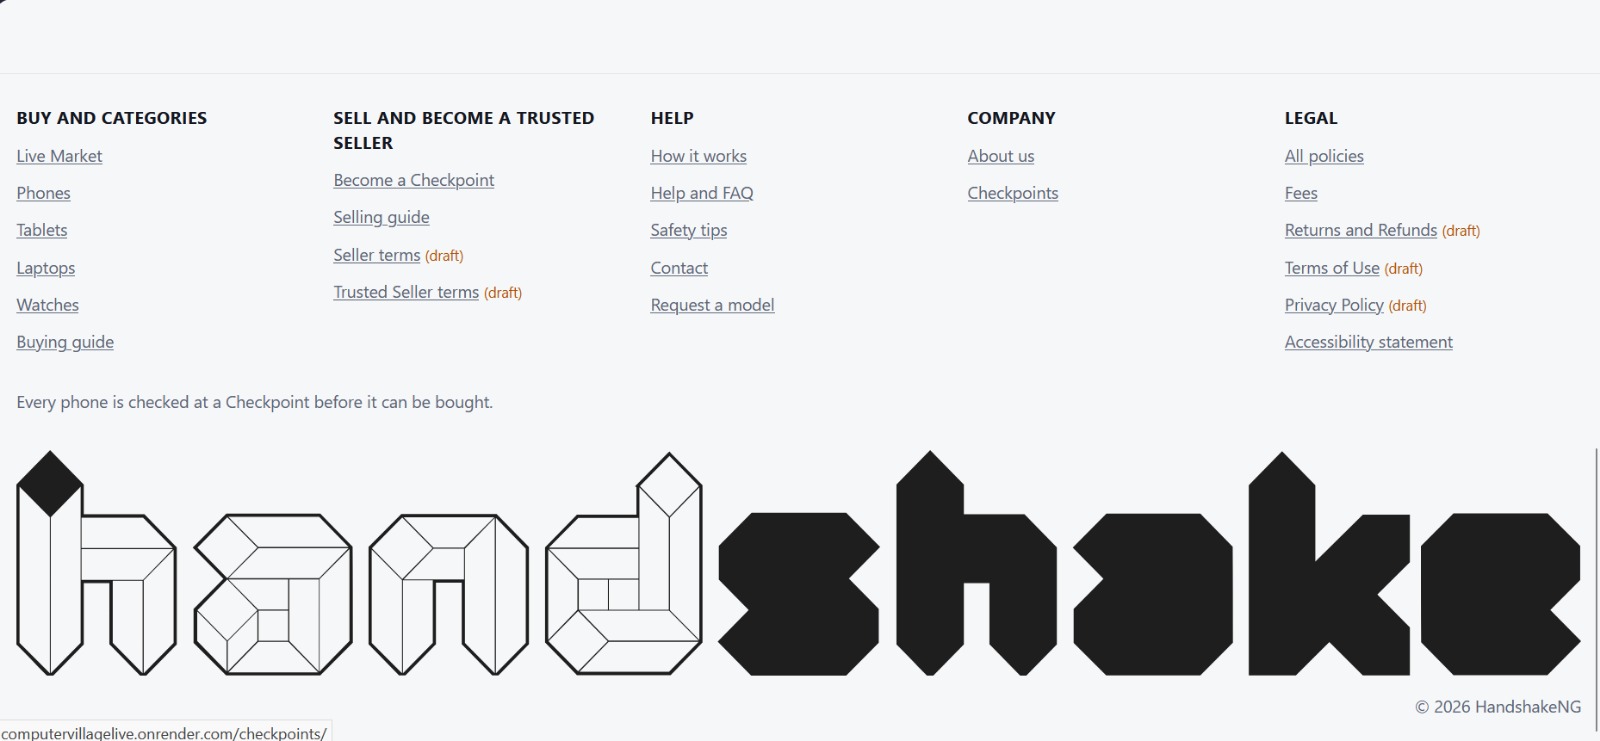 BUY AND CATEGORIES
Live Market
Phones
Tablets
Laptops
Watches
Buying guide
SELL AND BECOME A TRUSTED
SELLER
Become a Checkpoint
Selling guide
Seller terms (draft)
Trusted Seller terms (draft)
HELP
How it works
Help and FAQ
Safety tips
Contact
Request a model
COMPANY
About us
Checkpoints
LEGAL
All policies
Fees
Returns and Refunds (draft)
Terms of Use (draft)
Privacy Policy (draft)
Accessibility statement
Every phone is checked at a Checkpoint before it can be bought.
handshake
© 2026 HandshakeNG
computervillagelive.onrender.com/checkpoints/